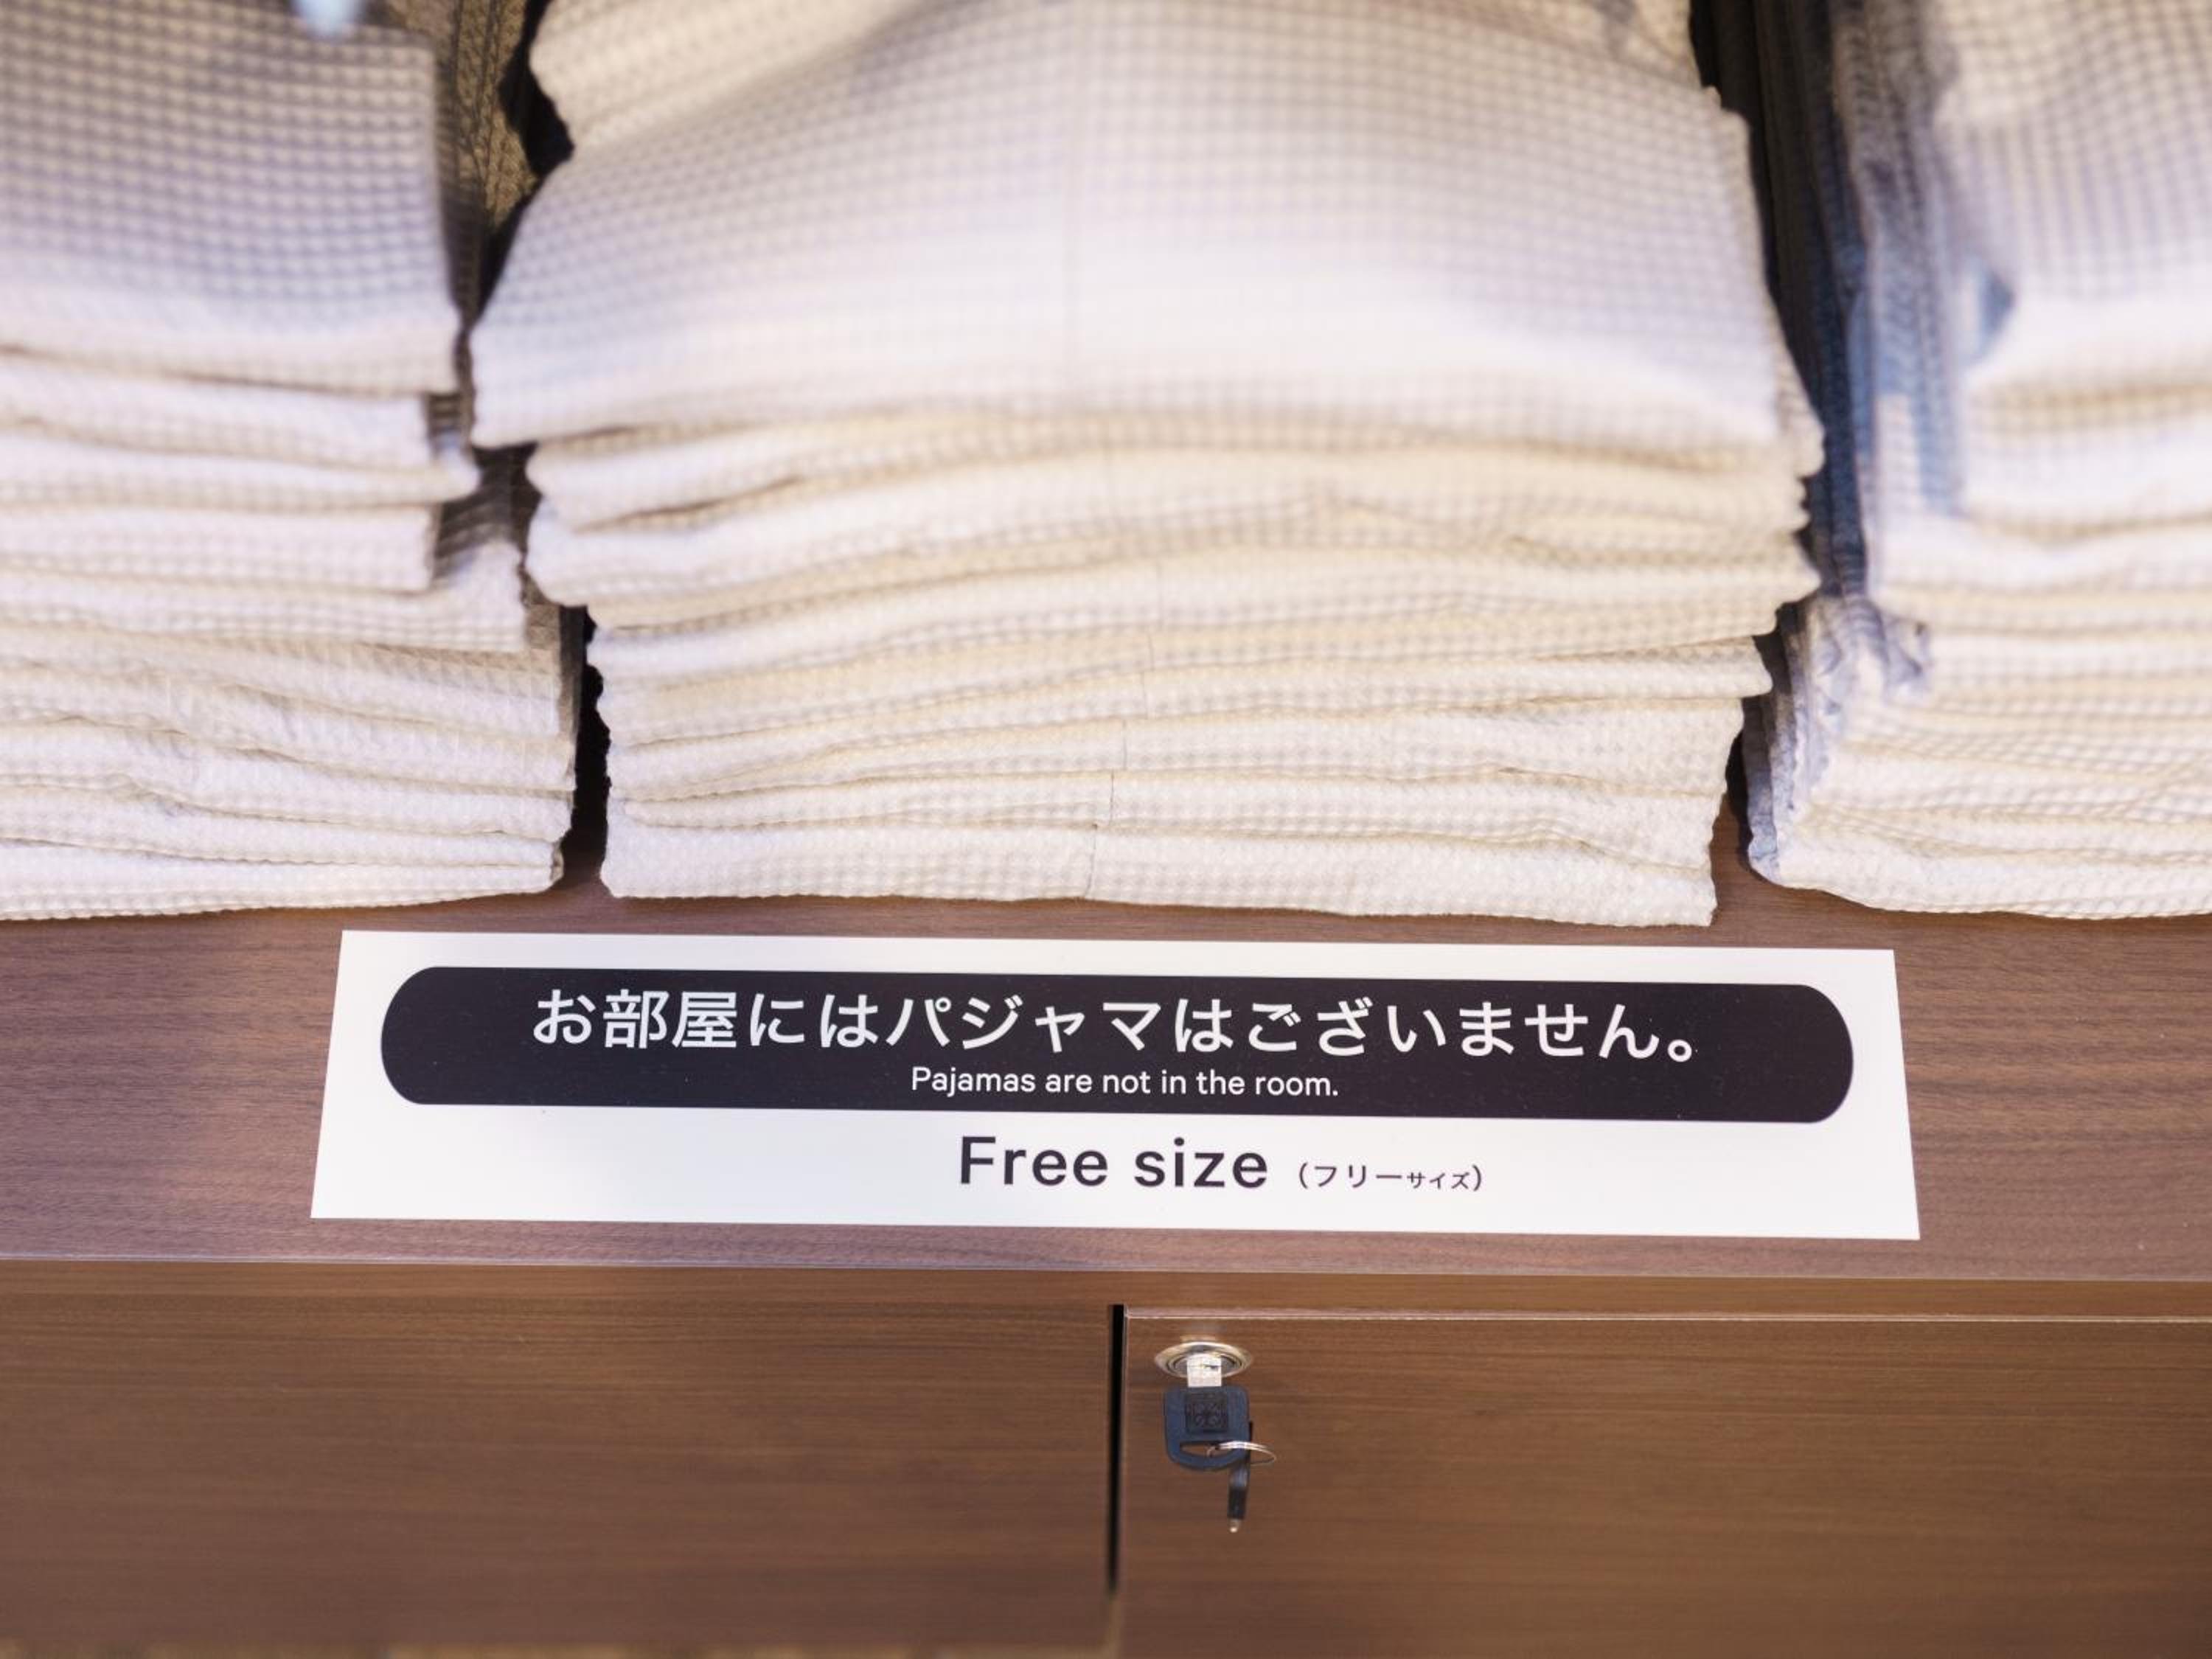 お部屋にはパジャマはございません。
Pajamas are not in the room.
Free size (フリーサイズ)